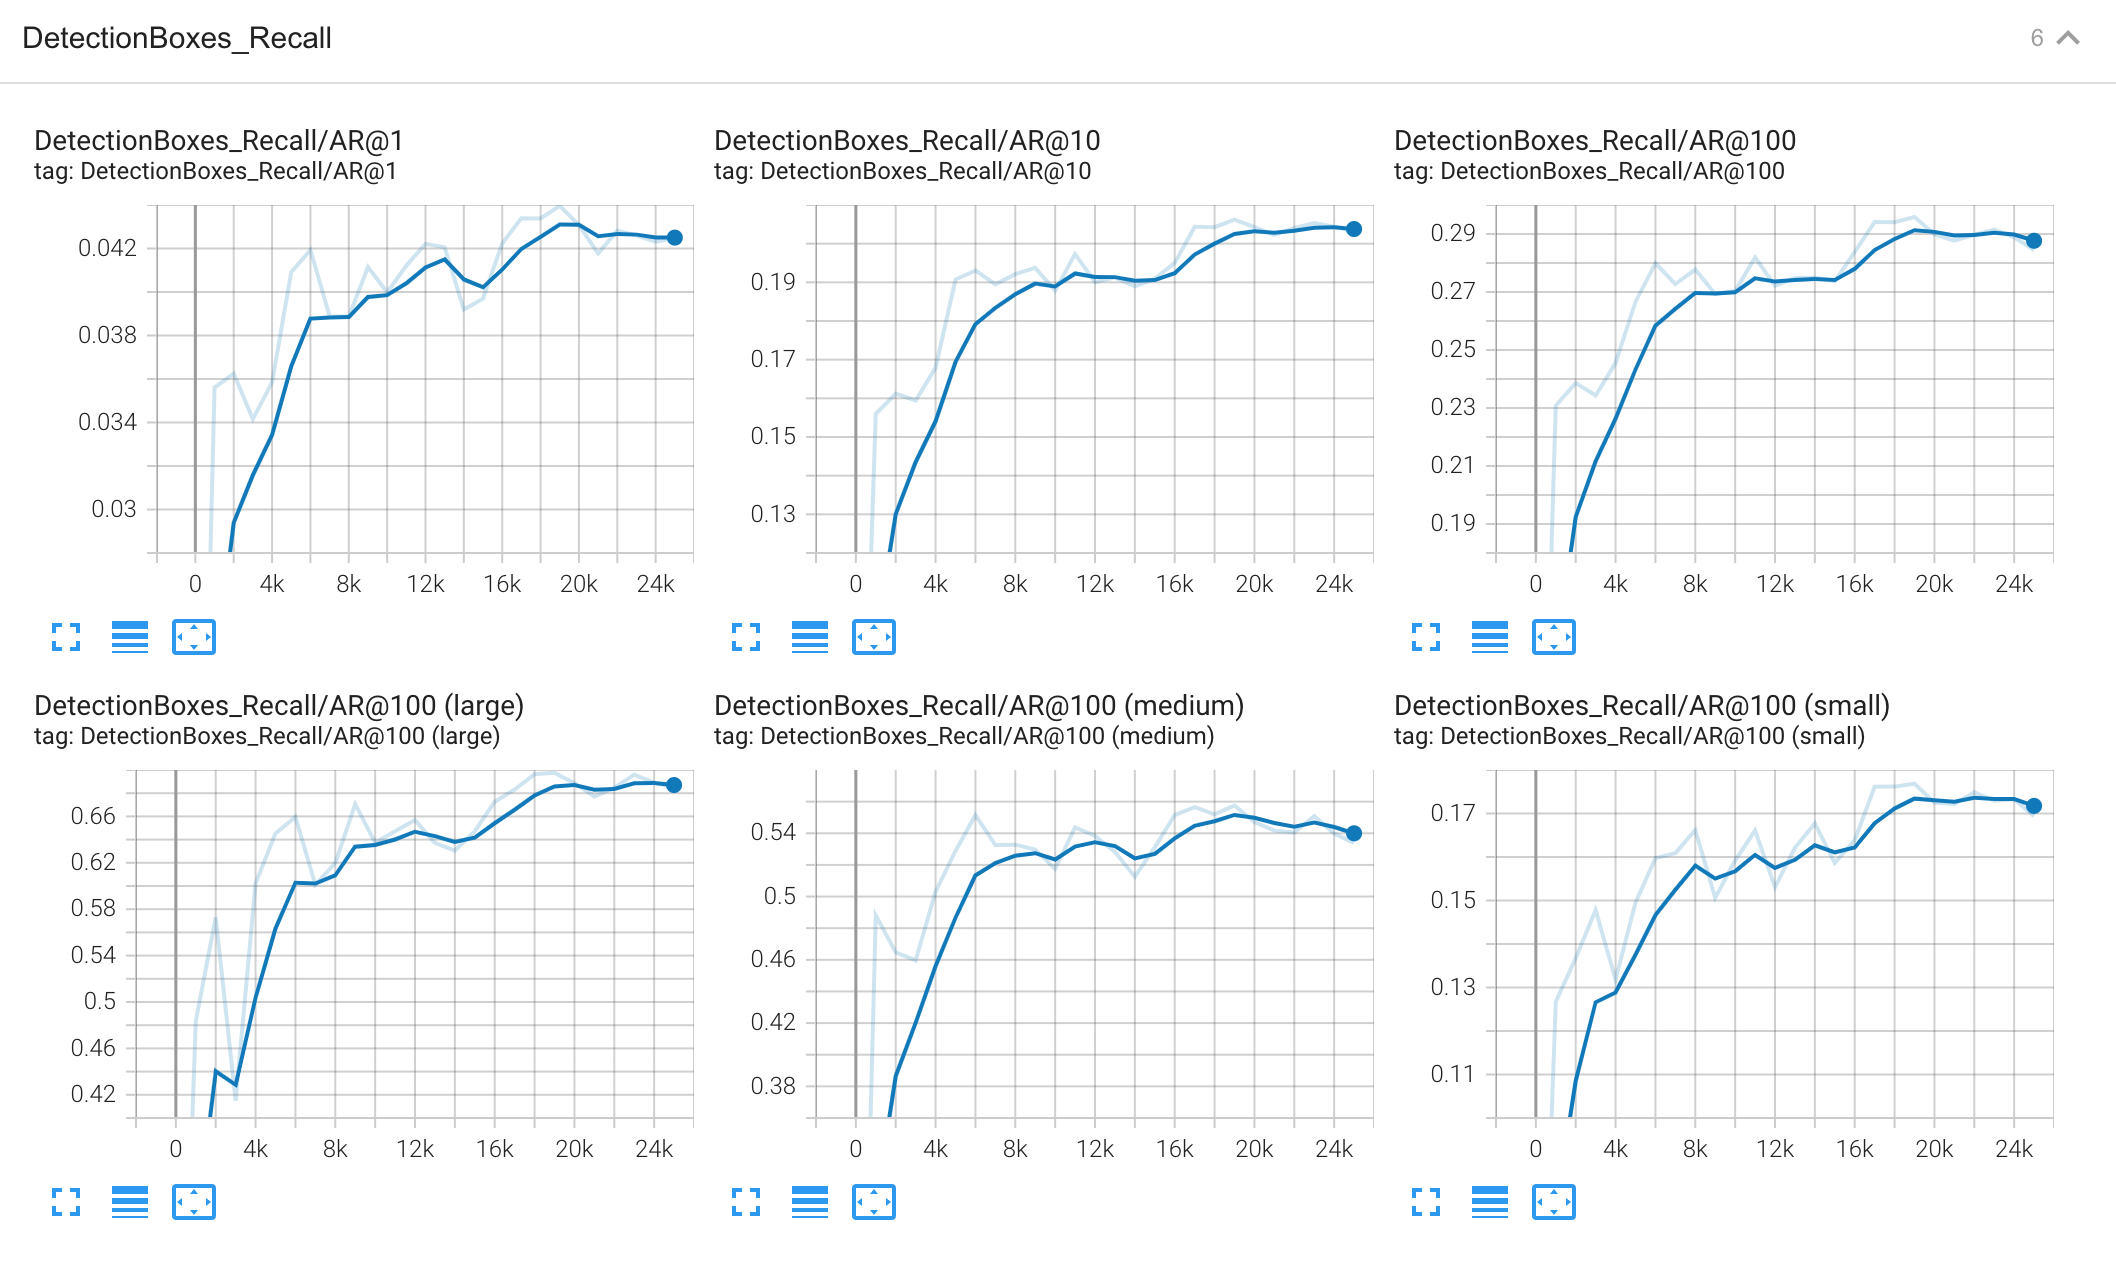 DetectionBoxes_Recall
6
DetectionBoxes_Recall/AR@1
tag: DetectionBoxes_Recall/AR@1
0.042
0.038
0.034
0.03
0 4k 8k 12k 16k 20k 24k
DetectionBoxes_Recall/AR@10
tag: DetectionBoxes_Recall/AR@10
0.19
0.17
0.15
0.13
0 4k 8k 12k 16k 20k 24k
DetectionBoxes_Recall/AR@100
tag: DetectionBoxes_Recall/AR@100
0.29
0.27
0.25
0.23
0.21
0.19
0 4k 8k 12k 16k 20k 24k
DetectionBoxes_Recall/AR@100 (large)
tag: DetectionBoxes_Recall/AR@100 (large)
0.66
0.62
0.58
0.54
0.5
0.46
0.42
0 4k 8k 12k 16k 20k 24k
DetectionBoxes_Recall/AR@100 (medium)
tag: DetectionBoxes_Recall/AR@100 (medium)
0.54
0.5
0.46
0.42
0.38
0 4k 8k 12k 16k 20k 24k
DetectionBoxes_Recall/AR@100 (small)
tag: DetectionBoxes_Recall/AR@100 (small)
0.17
0.15
0.13
0.11
0 4k 8k 12k 16k 20k 24k